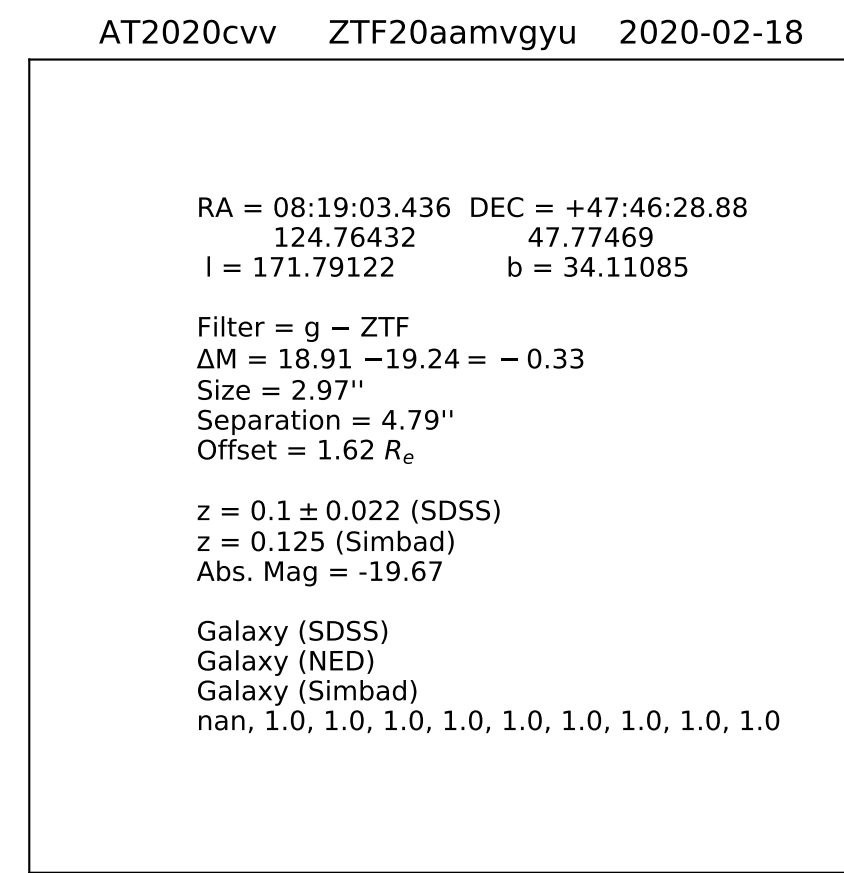 AT2020cvv ZTF20aamvgyu 2020-02-18
RA = 08:19:03.436 DEC = +47:46:28.88
124.76432 47.77469
l = 171.79122 b = 34.11085
Filter = g − ZTF
ΔM = 18.91 −19.24 = − 0.33
Size = 2.97''
Separation = 4.79''
Offset = 1.62 Rₑ
z = 0.1 ± 0.022 (SDSS)
z = 0.125 (Simbad)
Abs. Mag = -19.67
Galaxy (SDSS)
Galaxy (NED)
Galaxy (Simbad)
nan, 1.0, 1.0, 1.0, 1.0, 1.0, 1.0, 1.0, 1.0, 1.0